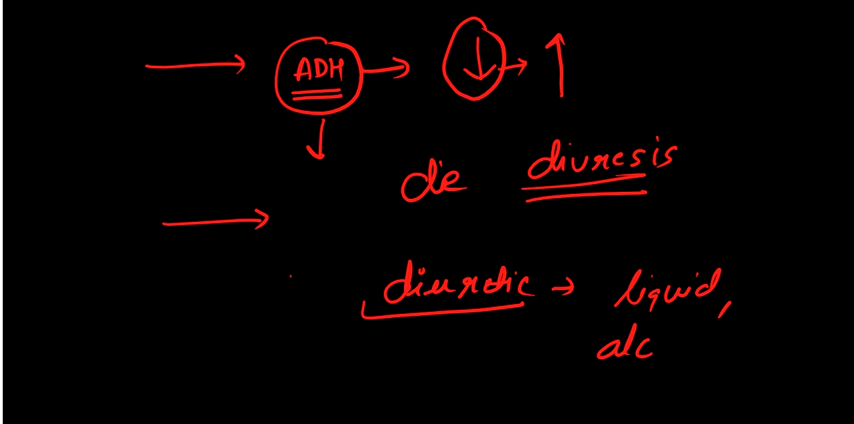 → ADH → ↓ → ↑
↓
de diuresis
→
diuretic → liquid,
alc